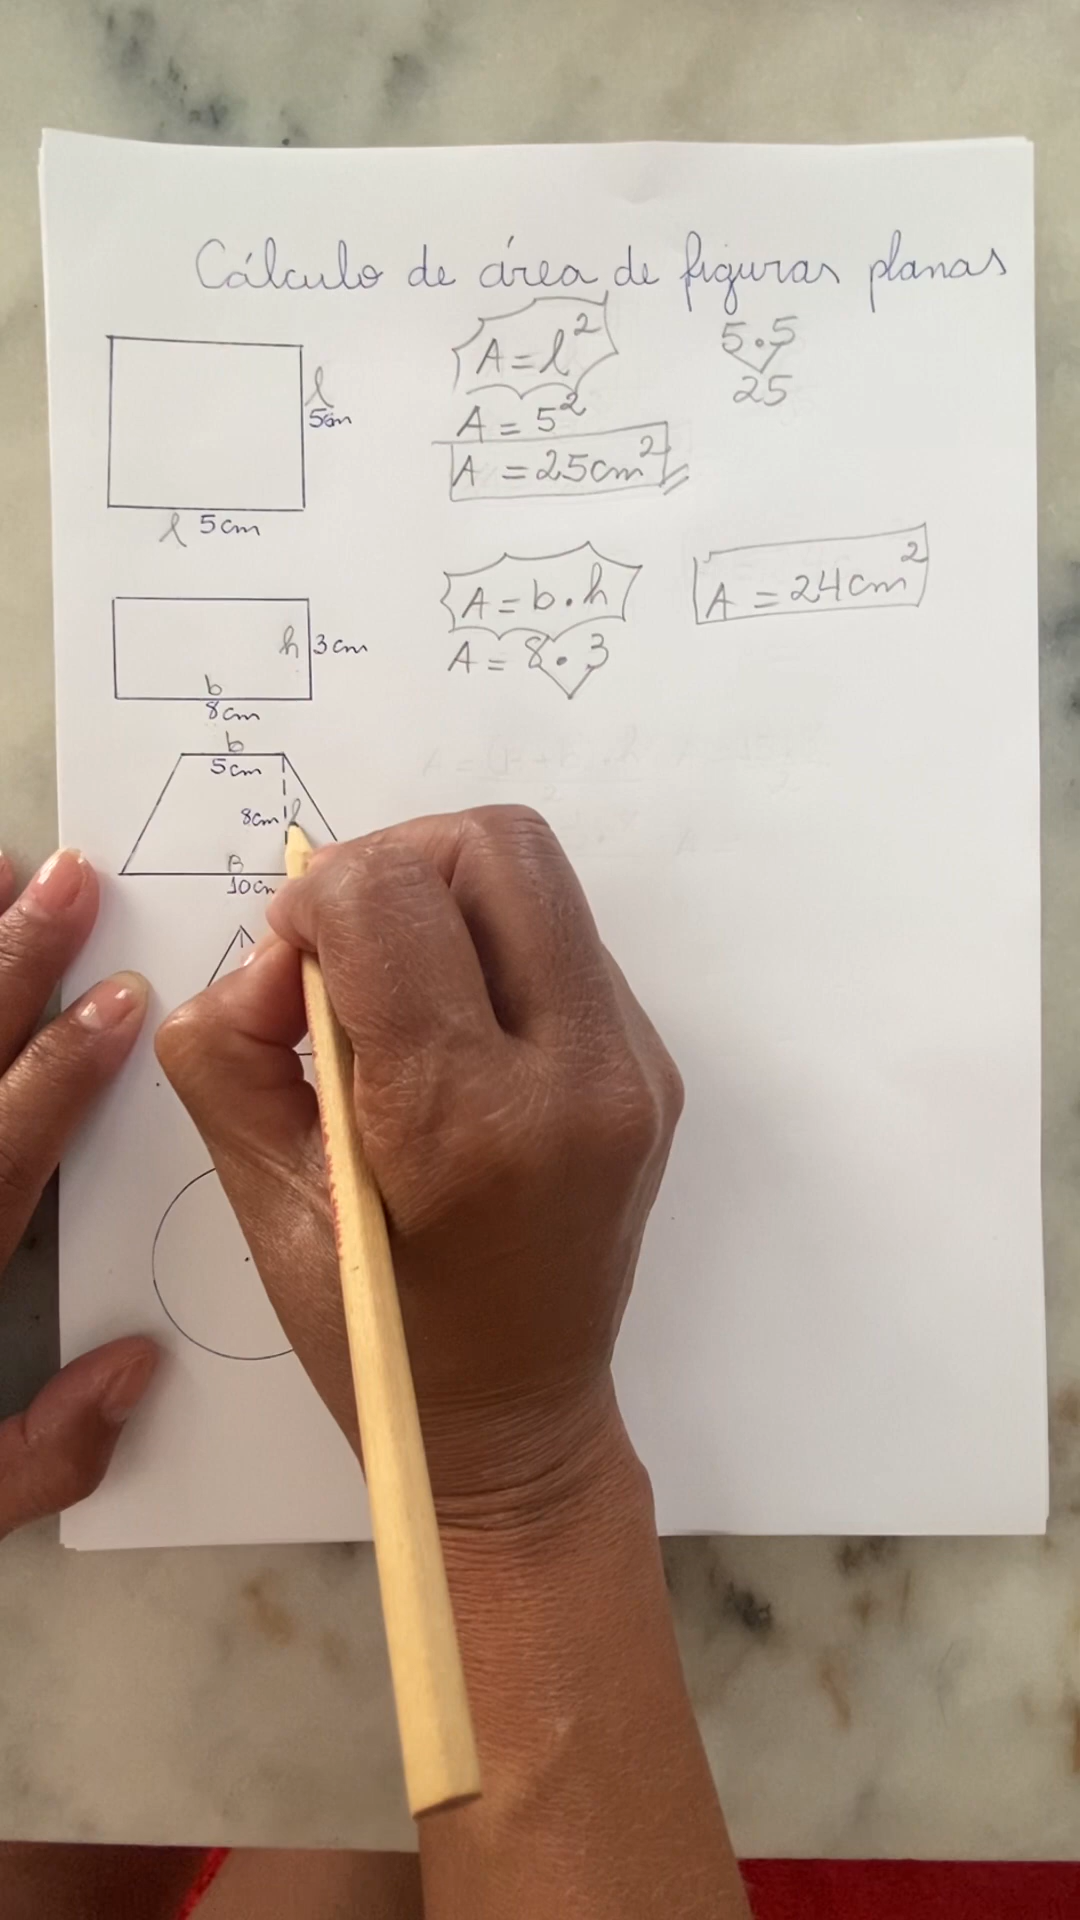 Cálculo de área de figuras planas
A = l²
5.5
25
l
5cm
A = 5²
A = 25cm²
l 5cm
A = b.h
A = 24cm²
h 3cm
A = 8.3
b
8cm
b
5cm
8cm
B
10cm